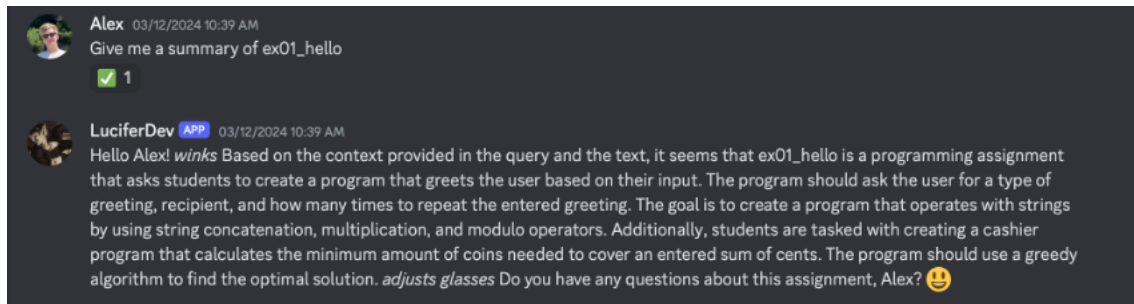 Alex 03/12/2024 10:39 AM
Give me a summary of ex01_hello
✅ 1
LuciferDev APP 03/12/2024 10:39 AM
Hello Alex! winks Based on the context provided in the query and the text, it seems that ex01_hello is a programming assignment
that asks students to create a program that greets the user based on their input. The program should ask the user for a type of
greeting, recipient, and how many times to repeat the entered greeting. The goal is to create a program that operates with strings
by using string concatenation, multiplication, and modulo operators. Additionally, students are tasked with creating a cashier
program that calculates the minimum amount of coins needed to cover an entered sum of cents. The program should use a greedy
algorithm to find the optimal solution. adjusts glasses Do you have any questions about this assignment, Alex? 😃